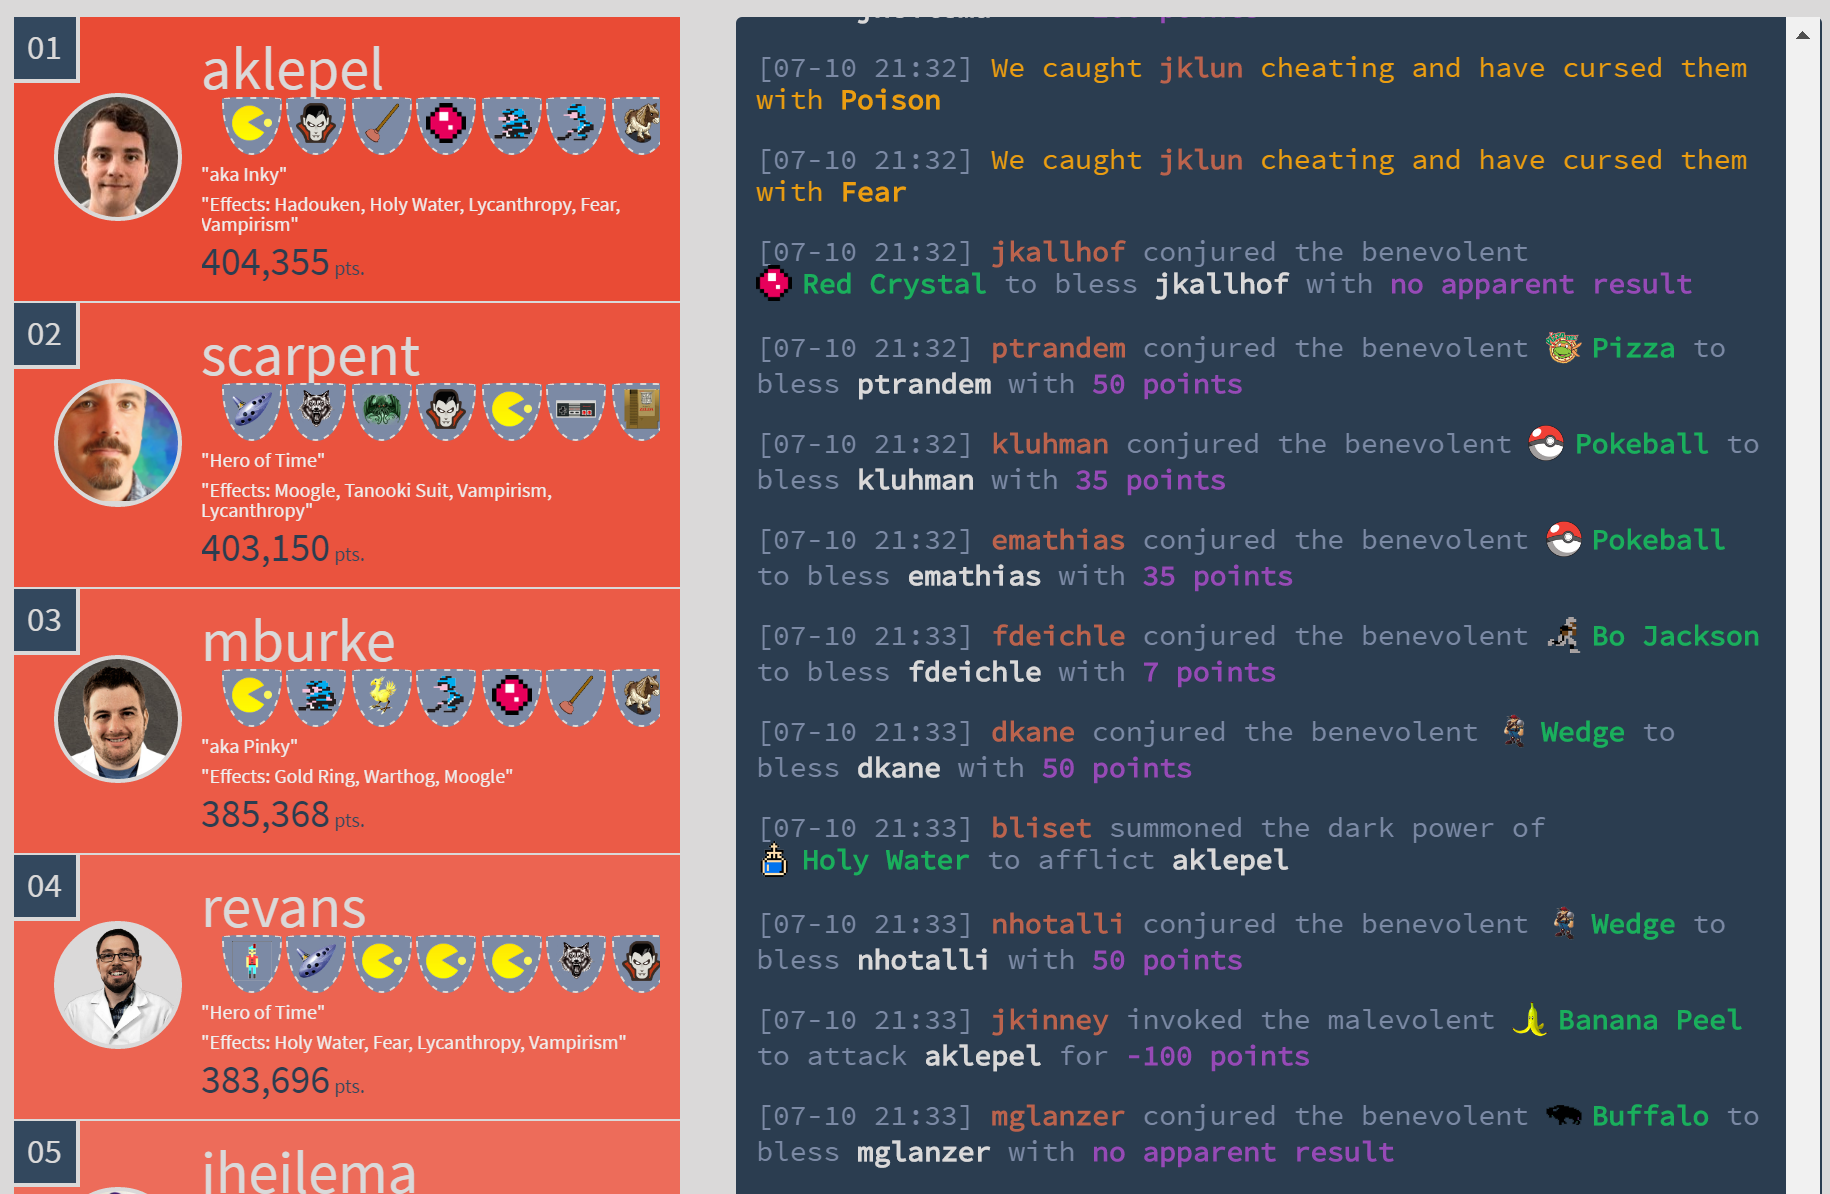 01
aklepel
"aka Inky"
"Effects: Hadouken, Holy Water, Lycanthropy, Fear,
Vampirism"
404,355 pts.
02
scarpent
"Hero of Time"
"Effects: Moogle, Tanooki Suit, Vampirism,
Lycanthropy"
403,150 pts.
03
mburke
"aka Pinky"
"Effects: Gold Ring, Warthog, Moogle"
385,368 pts.
04
revans
"Hero of Time"
"Effects: Holy Water, Fear, Lycanthropy, Vampirism"
383,696 pts.
05
jheilema
[07-10 21:32] We caught jklun cheating and have cursed them
with Poison
[07-10 21:32] We caught jklun cheating and have cursed them
with Fear
[07-10 21:32] jkallhof conjured the benevolent
Red Crystal to bless jkallhof with no apparent result
[07-10 21:32] ptrandem conjured the benevolent Pizza to
bless ptrandem with 50 points
[07-10 21:32] kluhman conjured the benevolent Pokeball to
bless kluhman with 35 points
[07-10 21:32] emathias conjured the benevolent Pokeball
to bless emathias with 35 points
[07-10 21:33] fdeichle conjured the benevolent Bo Jackson
to bless fdeichle with 7 points
[07-10 21:33] dkane conjured the benevolent Wedge to
bless dkane with 50 points
[07-10 21:33] bliset summoned the dark power of
Holy Water to afflict aklepel
[07-10 21:33] nhotalli conjured the benevolent Wedge to
bless nhotalli with 50 points
[07-10 21:33] jkinney invoked the malevolent Banana Peel
to attack aklepel for -100 points
[07-10 21:33] mglanzer conjured the benevolent Buffalo to
bless mglanzer with no apparent result